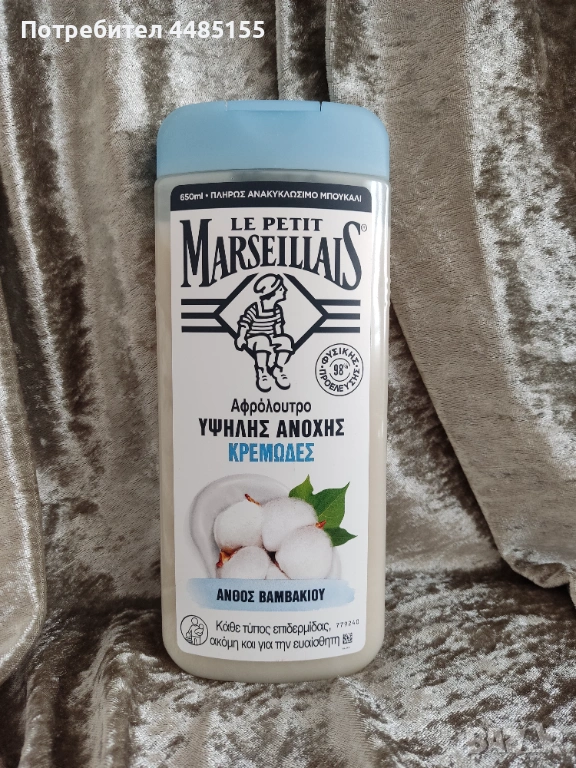 Потребител 4485155
650ml • ΠΛΗΡΩΣ ΑΝΑΚΥΚΛΩΣΙΜΟ ΜΠΟΥΚΑΛΙ
LE PETIT
MARSEILLAIS®
ΦΥΣΙΚΗΣ
98%
ΠΡΟΕΛΕΥΣΗΣ
Αφρόλουτρο
ΥΨΗΛΗΣ ΑΝΟΧΗΣ
ΚΡΕΜΩΔΕΣ
ΑΝΘΟΣ ΒΑΜΒΑΚΙΟΥ
Κάθε τύπος επιδερμίδας,
ακόμη και για την ευαίσθητη
779240